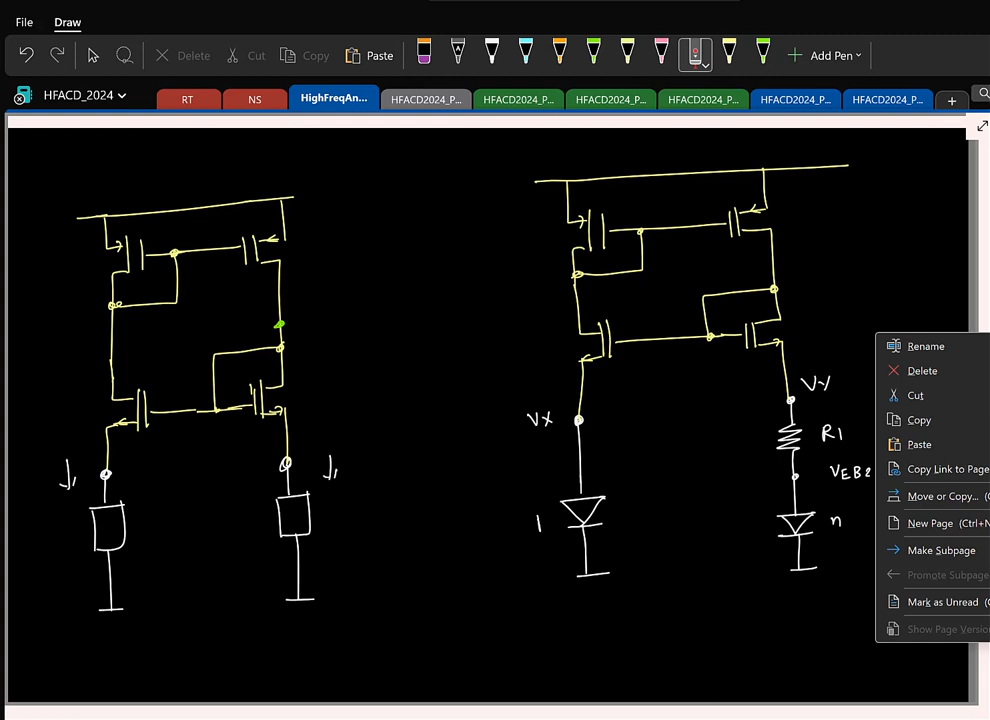 File
Draw
Delete
Cut
Copy
Paste
Add Pen
HFACD_2024
RT
NS
HighFreqAn...
HFACD2024_P...
HFACD2024_P...
HFACD2024_P...
HFACD2024_P...
HFACD2024_P...
HFACD2024_P...
Rename
Delete
Cut
Copy
Paste
Copy Link to Page
Move or Copy... (C
New Page (Ctrl+N
Make Subpage
Promote Subpage
Mark as Unread (C
Show Page Versio
VX
VY
R1
VEB2
1
n